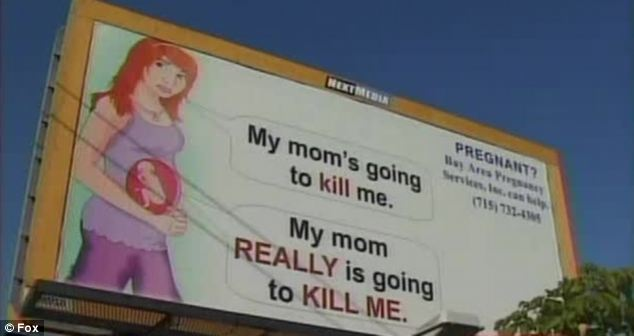 NEXTMEDIA
My mom's going
to kill me.
My mom
REALLY is going
to KILL ME.
PREGNANT?
Bay Area Pregnancy
Services, Inc. can help.
(715) 732-4305
© Fox